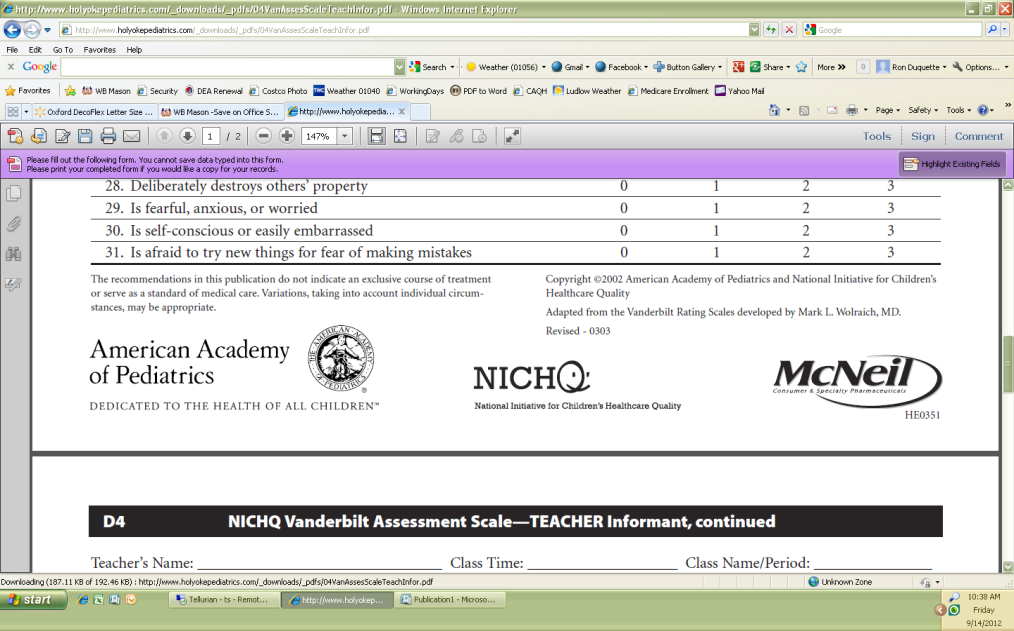 http://www.holyokepediatrics.com/_downloads/_pdfs/04VanAssesScaleTeachInfor.pdf - Windows Internet Explorer
http://www.holyokepediatrics.com/_downloads/_pdfs/04VanAssesScaleTeachInfor.pdf
Google
File Edit Go To Favorites Help
x Google Search Weather (01056) Gmail Facebook Button Gallery Share More >> 0 Ron Duquette Options...
Favorites WB Mason Security DEA Renewal Costco Photo TWC Weather 01040 WorkingDays PDF to Word CAQH Ludlow Weather Medicare Enrollment Yahoo Mail
Oxford DecoFlex Letter Size ... WB Mason -Save on Office S... http://www.holyokepedia... X Page Safety Tools >>
1 / 2 147% Tools Sign Comment
Please fill out the following form. You cannot save data typed into this form.
Please print your completed form if you would like a copy for your records.
Highlight Existing Fields
28. Deliberately destroys others' property 0 1 2 3
29. Is fearful, anxious, or worried 0 1 2 3
30. Is self-conscious or easily embarrassed 0 1 2 3
31. Is afraid to try new things for fear of making mistakes 0 1 2 3
The recommendations in this publication do not indicate an exclusive course of treatment
or serve as a standard of medical care. Variations, taking into account individual circum-
stances, may be appropriate.
Copyright ©2002 American Academy of Pediatrics and National Initiative for Children's
Healthcare Quality
Adapted from the Vanderbilt Rating Scales developed by Mark L. Wolraich, MD.
Revised - 0303
American Academy
of Pediatrics
DEDICATED TO THE HEALTH OF ALL CHILDREN™
THE AMERICAN ACADEMY OF PEDIATRICS
®
NICHQ
National Initiative for Children's Healthcare Quality
McNeil
Consumer & Specialty Pharmaceuticals
HE0351
D4 NICHQ Vanderbilt Assessment Scale—TEACHER Informant, continued
Teacher's Name: Class Time: Class Name/Period:
Downloading (187.11 KB of 192.46 KB) : http://www.holyokepediatrics.com/_downloads/_pdfs/04VanAssesScaleTeachInfor.pdf Unknown Zone
start Tellurian - ts - Remot... http://www.holyokep... Publication1 - Microso...
10:38 AM
Friday
9/14/2012